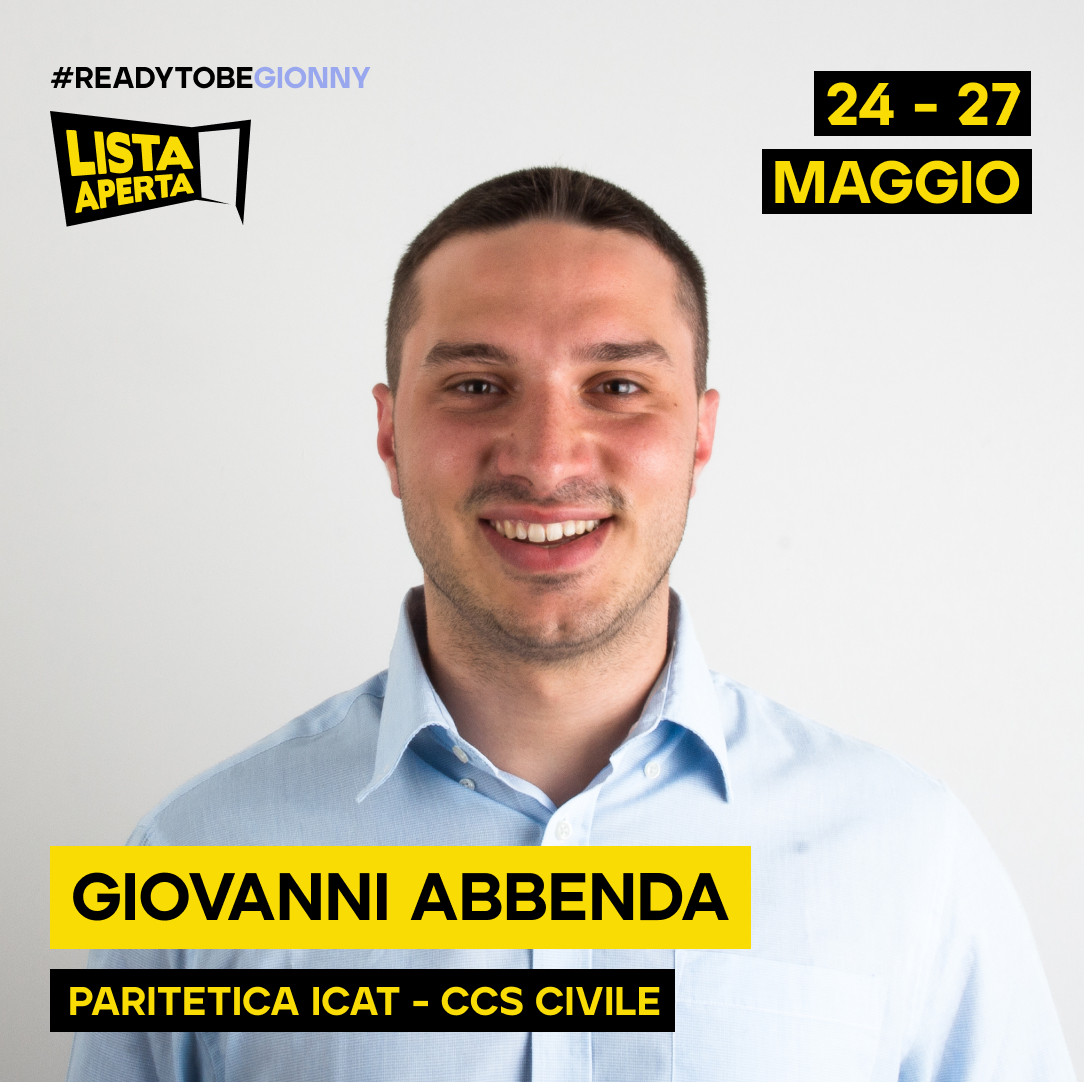 #READYTOBEGIONNY
LISTA
APERTA
24 - 27
MAGGIO
GIOVANNI ABBENDA
PARITETICA ICAT - CCS CIVILE